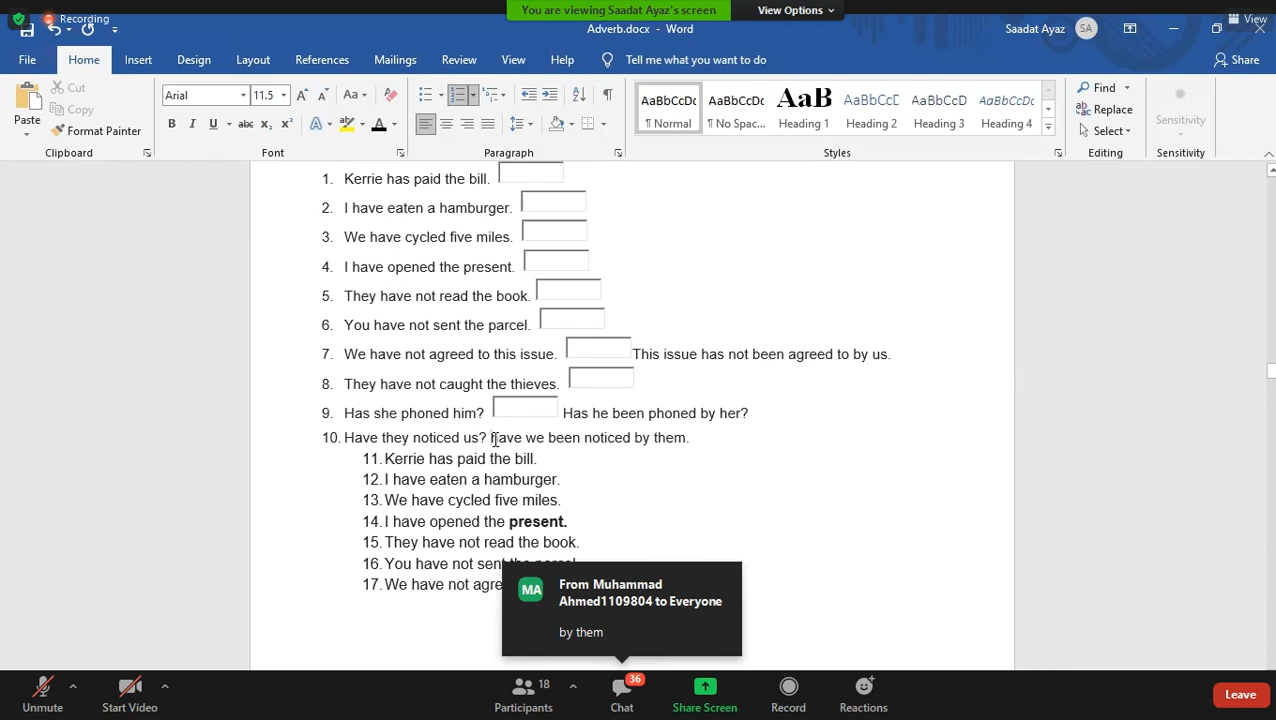 Recording
You are viewing Saadat Ayaz's screen
View Options
View
Adverb.docx - Word
Saadat Ayaz
SA
File
Home
Insert
Design
Layout
References
Mailings
Review
View
Help
Tell me what you want to do
Share
Paste
Cut
Copy
Format Painter
Clipboard
Arial
11.5
Font
Paragraph
AaBbCcDc
¶ Normal
AaBbCcDc
¶ No Spac...
AaB
Heading 1
AaBbCcD
Heading 2
AaBbCcD
Heading 3
AaBbCcD
Heading 4
Styles
Find
Replace
Select
Editing
Sensitivity
Sensitivity
1. Kerrie has paid the bill.
2. I have eaten a hamburger.
3. We have cycled five miles.
4. I have opened the present.
5. They have not read the book.
6. You have not sent the parcel.
7. We have not agreed to this issue. This issue has not been agreed to by us.
8. They have not caught the thieves.
9. Has she phoned him? Has he been phoned by her?
10. Have they noticed us? Have we been noticed by them.
11. Kerrie has paid the bill.
12. I have eaten a hamburger.
13. We have cycled five miles.
14. I have opened the present.
15. They have not read the book.
16. You have not sent the parcel.
17. We have not agre
MA
From Muhammad
Ahmed1109804 to Everyone
by them
Unmute
Start Video
18
Participants
36
Chat
Share Screen
Record
Reactions
Leave